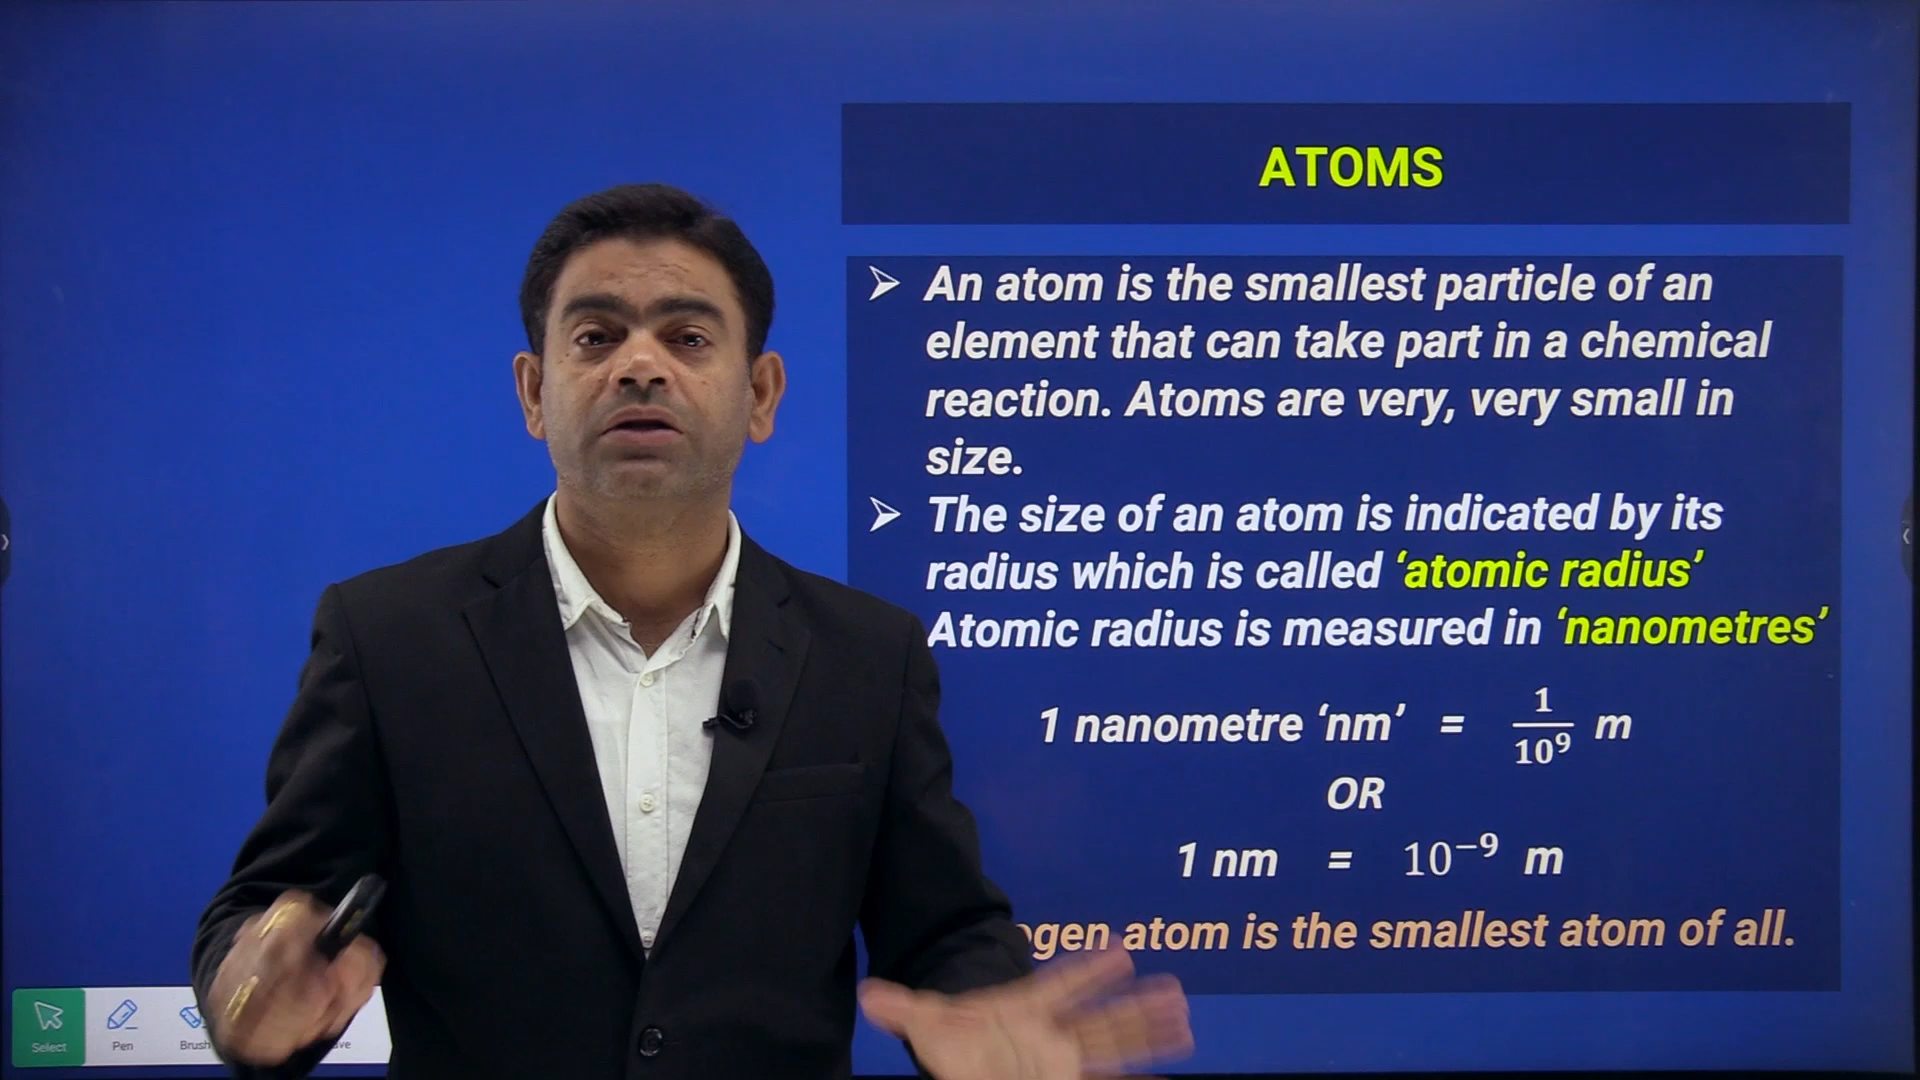 ATOMS
➢ An atom is the smallest particle of an
element that can take part in a chemical
reaction. Atoms are very, very small in
size.
➢ The size of an atom is indicated by its
radius which is called ‘atomic radius’
Atomic radius is measured in ‘nanometres’
1 nanometre ‘nm’ = 1/10⁹ m
OR
1 nm = 10⁻⁹ m
atom is the smallest atom of all.
Select Pen Brush